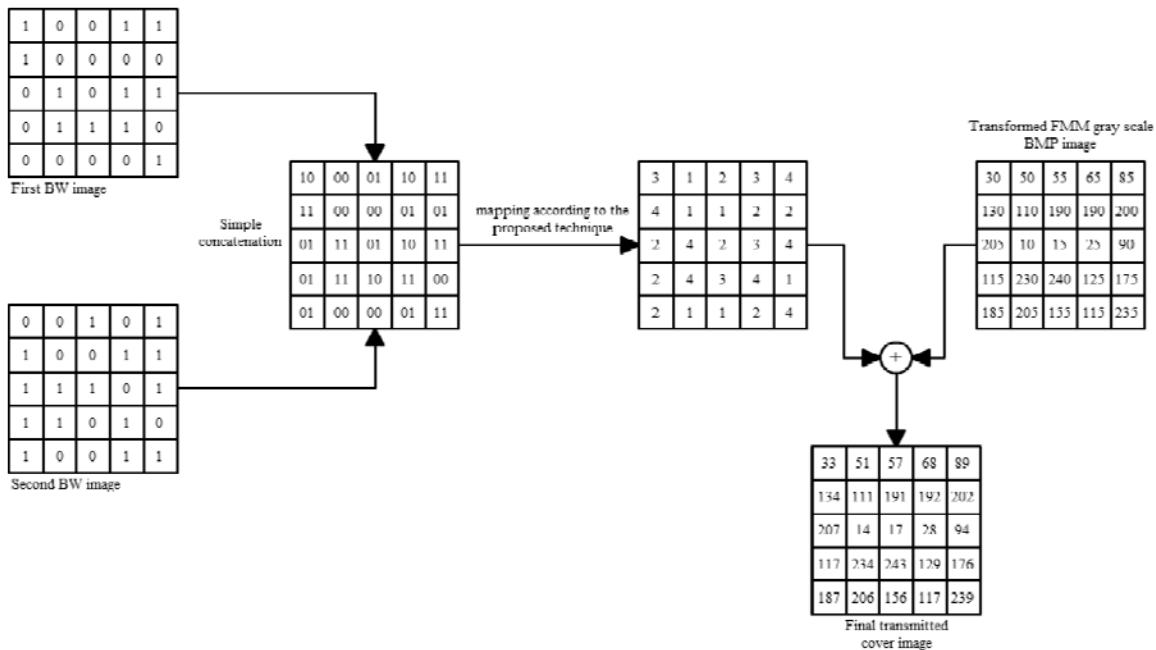 1 0 0 1 1
1 0 0 0 0
0 1 0 1 1
0 1 1 1 0
0 0 0 0 1
First BW image
0 0 1 0 1
1 0 0 1 1
1 1 1 0 1
1 1 0 1 0
1 0 0 1 1
Second BW image
Simple
concatenation
10 00 01 10 11
11 00 00 01 01
01 11 01 10 11
01 11 10 11 00
01 00 00 01 11
mapping according to the
proposed technique
3 1 2 3 4
4 1 1 2 2
2 4 2 3 4
2 4 3 4 1
2 1 1 2 4
Transformed FMM gray scale
BMP image
30 50 55 65 85
130 110 190 190 200
205 10 15 25 90
115 230 240 125 175
185 205 155 115 235
+
33 51 57 68 89
134 111 191 192 202
207 14 17 28 94
117 234 243 129 176
187 206 156 117 239
Final transmitted
cover image